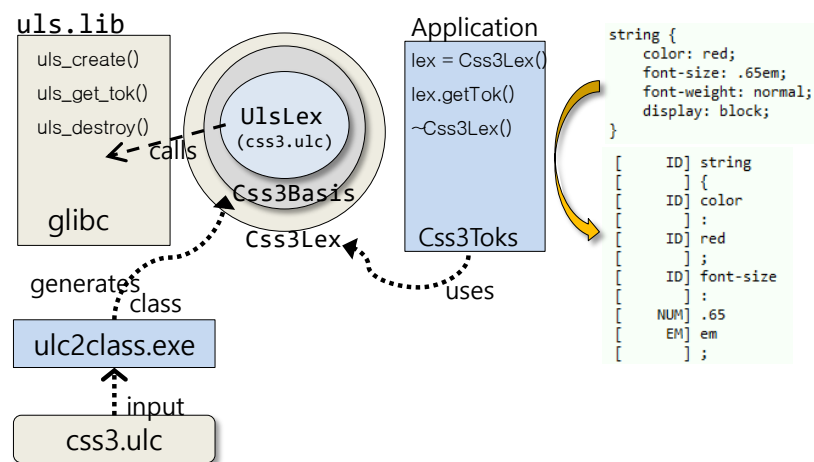 uls.lib
uls_create()
uls_get_tok()
uls_destroy()
glibc
calls
UlsLex
(css3.ulc)
Css3Basis
Css3Lex
Application
lex = Css3Lex()
lex.getTok()
~Css3Lex()
Css3Toks
uses
generates
class
ulc2class.exe
input
css3.ulc
string {
    color: red;
    font-size: .65em;
    font-weight: normal;
    display: block;
}
[     ID] string
[       ] {
[     ID] color
[       ] :
[     ID] red
[       ] ;
[     ID] font-size
[       ] :
[    NUM] .65
[     EM] em
[       ] ;